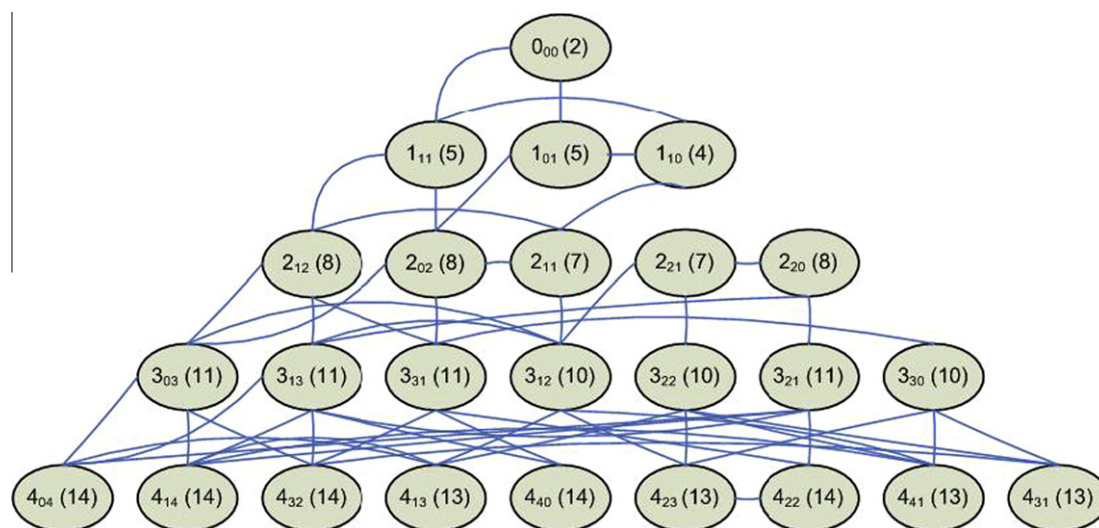 0₀₀ (2)
1₁₁ (5) 1₀₁ (5) 1₁₀ (4)
2₁₂ (8) 2₀₂ (8) 2₁₁ (7) 2₂₁ (7) 2₂₀ (8)
3₀₃ (11) 3₁₃ (11) 3₃₁ (11) 3₁₂ (10) 3₂₂ (10) 3₂₁ (11) 3₃₀ (10)
4₀₄ (14) 4₁₄ (14) 4₃₂ (14) 4₁₃ (13) 4₄₀ (14) 4₂₃ (13) 4₂₂ (14) 4₄₁ (13) 4₃₁ (13)